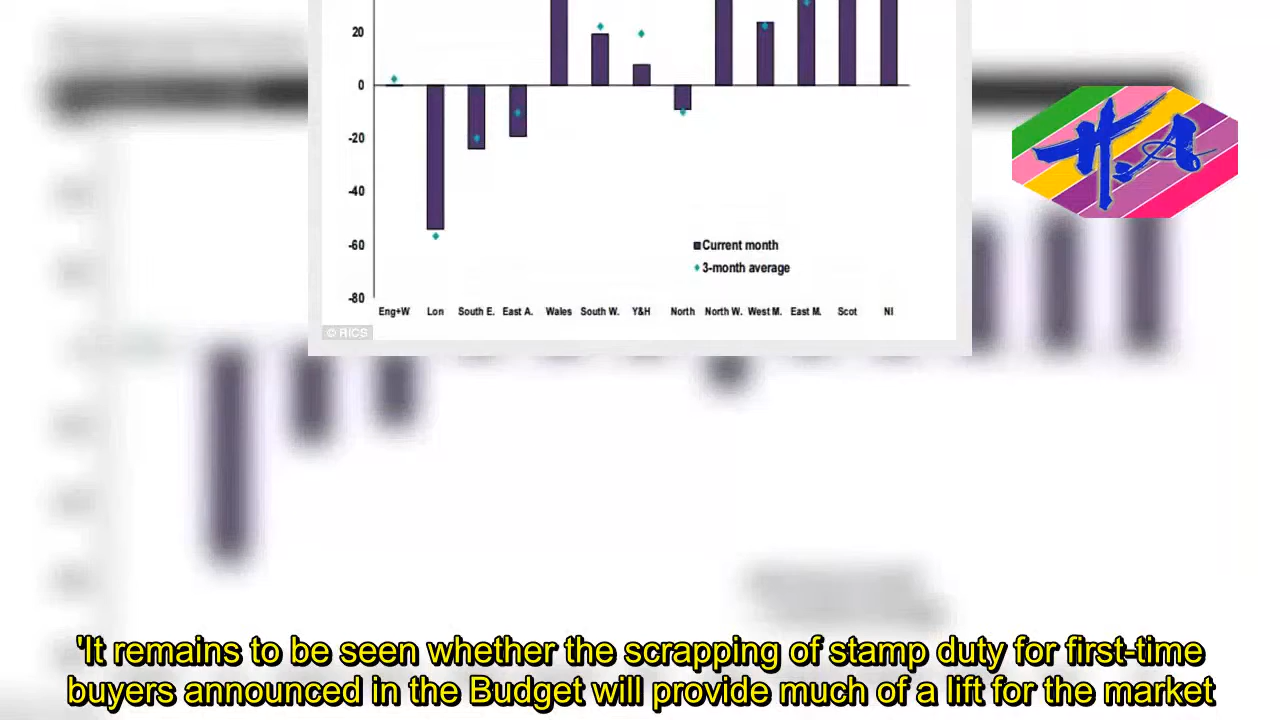 20
0
-20
-40
-60
-80
Current month
3-month average
Eng+W Lon South E. East A. Wales South W. Y&H North North W. West M. East M. Scot NI
© RICS
H.A
'It remains to be seen whether the scrapping of stamp duty for first-time
buyers announced in the Budget will provide much of a lift for the market